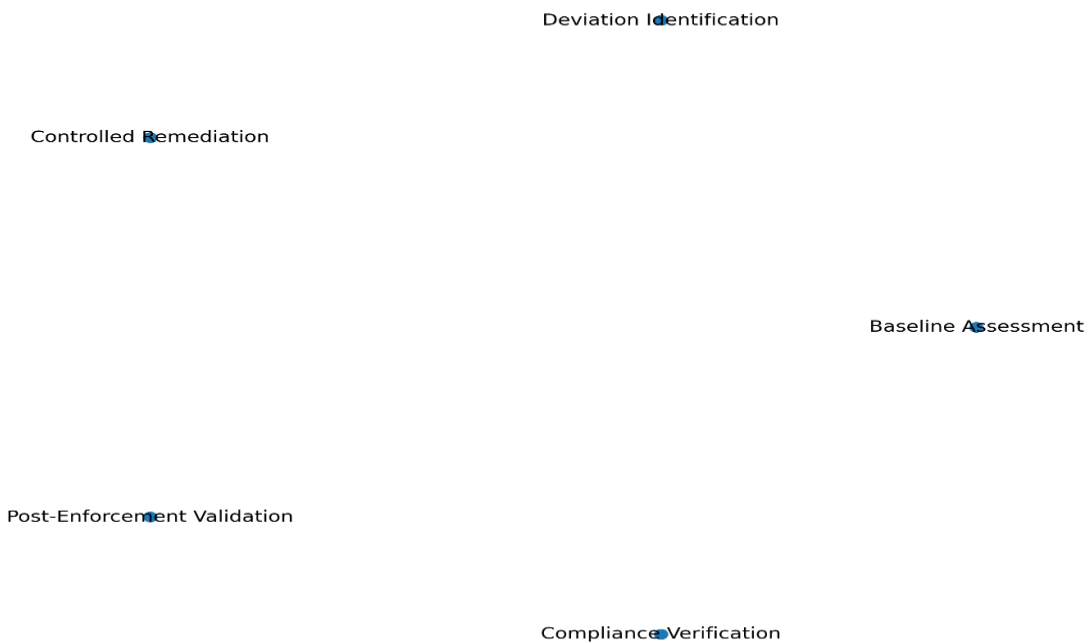 Deviation Identification
Controlled Remediation
Baseline Assessment
Post-Enforcement Validation
Compliance Verification